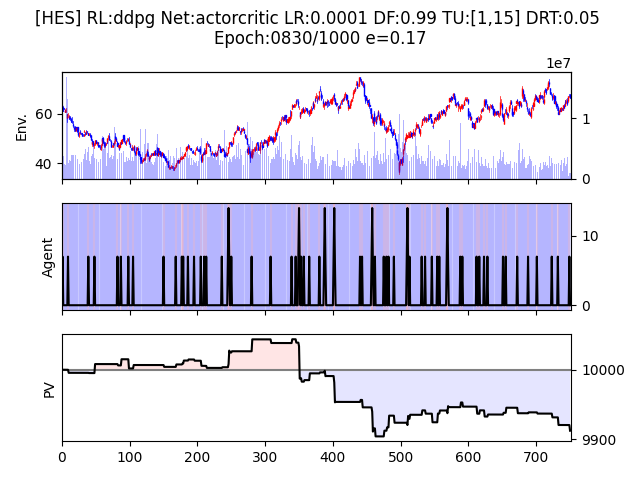 [HES] RL:ddpg Net:actorcritic LR:0.0001 DF:0.99 TU:[1,15] DRT:0.05
Epoch:0830/1000 e=0.17
1e7
Env.
60
40
1
0
Agent
10
0
PV
10000
9900
0 100 200 300 400 500 600 700